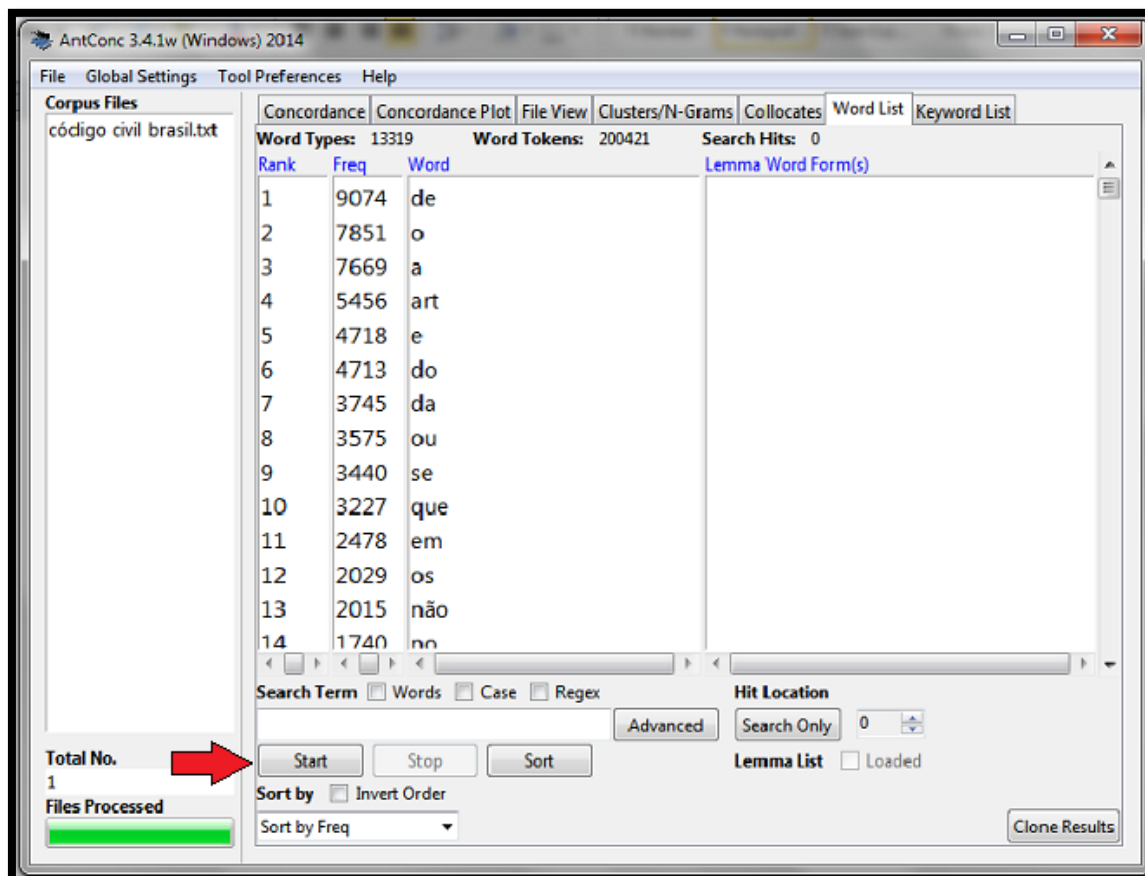 AntConc 3.4.1w (Windows) 2014
File Global Settings Tool Preferences Help
Corpus Files
código civil brasil.txt
Concordance Concordance Plot File View Clusters/N-Grams Collocates Word List Keyword List
Word Types: 13319 Word Tokens: 200421 Search Hits: 0
Rank Freq Word Lemma Word Form(s)
1 9074 de
2 7851 o
3 7669 a
4 5456 art
5 4718 e
6 4713 do
7 3745 da
8 3575 ou
9 3440 se
10 3227 que
11 2478 em
12 2029 os
13 2015 não
14 1740 no
Search Term Words Case Regex Hit Location
Advanced Search Only 0
Total No. Start Stop Sort Lemma List Loaded
1
Sort by Invert Order
Files Processed
Sort by Freq Clone Results